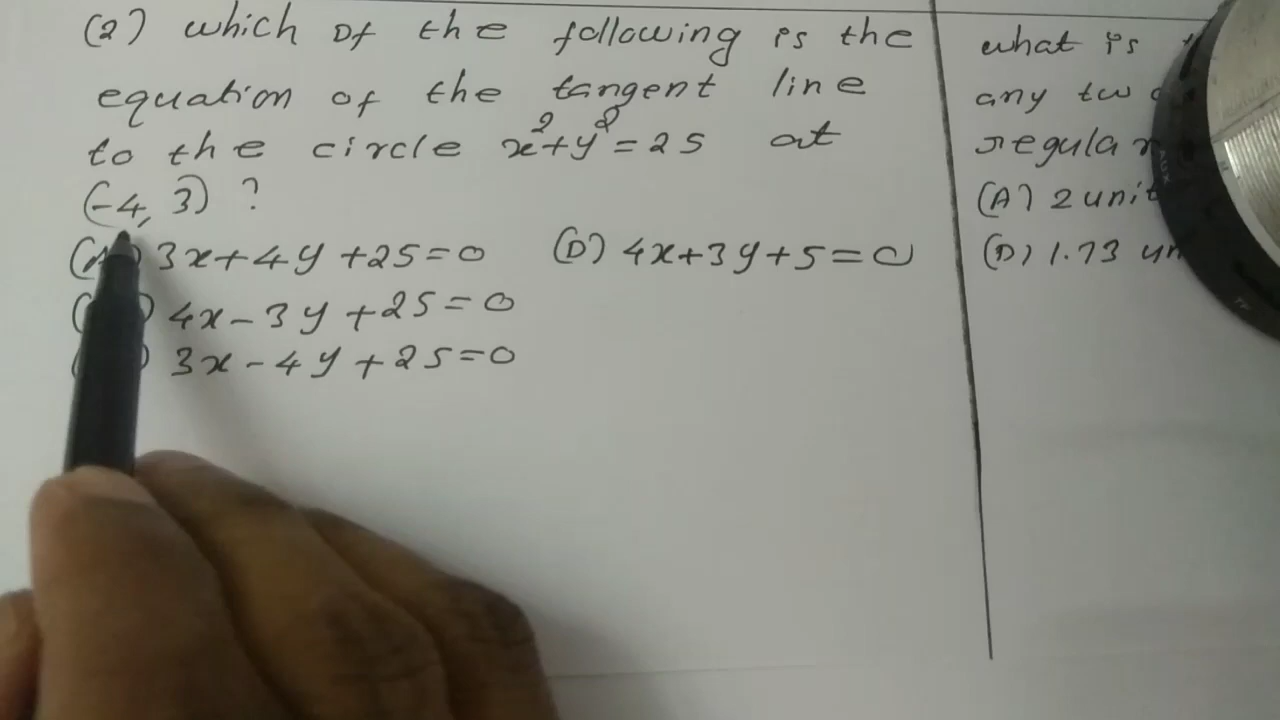 (2) which of the following is the
equation of the tangent line
to the circle x²+y²=25 at
(-4, 3) ?
(A) 3x+4y+25=0 (D) 4x+3y+5=0
4x-3y+25=0
3x-4y+25=0
what is
any two
regular
(A) 2 unit
(D) 1.73 un